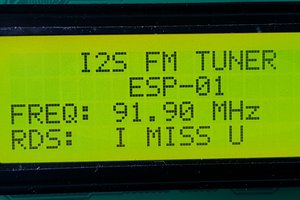 I2S FM TUNER
ESP-01
FREQ: 91.90 MHz
RDS: I MISS U